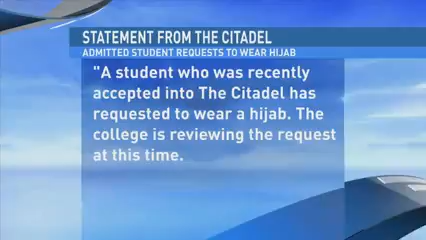 STATEMENT FROM THE CITADEL
ADMITTED STUDENT REQUESTS TO WEAR HIJAB
"A student who was recently
accepted into The Citadel has
requested to wear a hijab. The
college is reviewing the request
at this time.